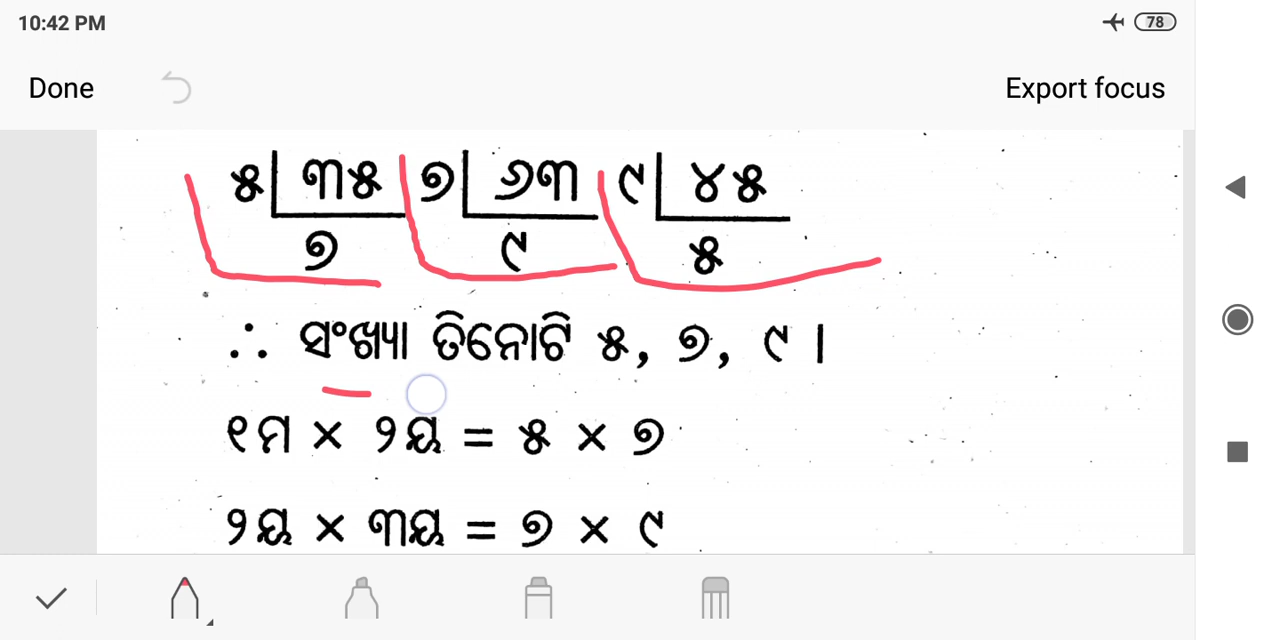 10:42 PM
78
Done
Export focus
୫ ୩୫ ୭ ୬୩ ୯ ୪୫
୭ ୯ ୫
∴ ସଂଖ୍ୟା ତିନୋଟି ୫, ୭, ୯ ।
୧ମ × ୨ୟ = ୫ × ୭
୨ୟ × ୩ୟ = ୭ × ୯